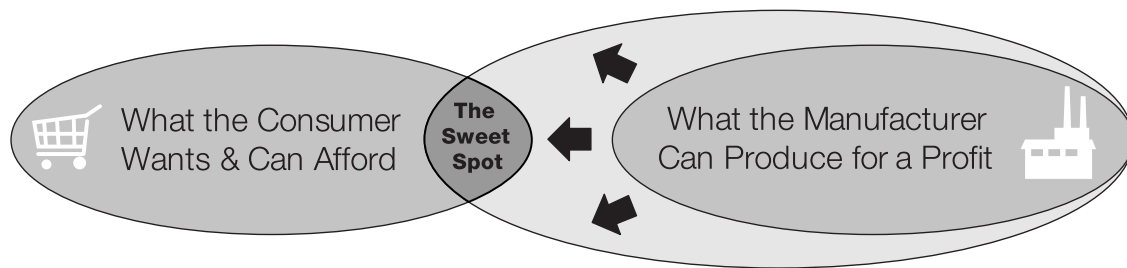 What the Consumer
Wants & Can Afford
The
Sweet
Spot
What the Manufacturer
Can Produce for a Profit